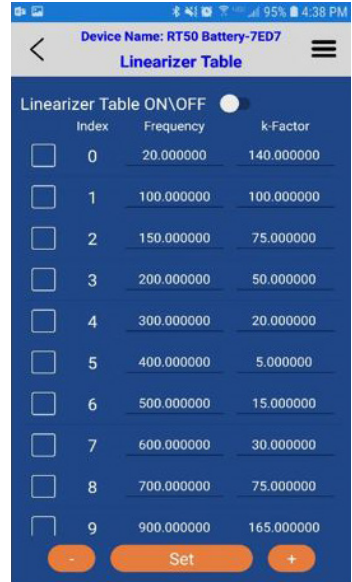 95% 4:38 PM
Device Name: RT50 Battery-7ED7
Linearizer Table
Linearizer Table ON\OFF
Index Frequency k-Factor
0 20.000000 140.000000
1 100.000000 100.000000
2 150.000000 75.000000
3 200.000000 50.000000
4 300.000000 20.000000
5 400.000000 5.000000
6 500.000000 15.000000
7 600.000000 30.000000
8 700.000000 75.000000
9 900.000000 165.000000
- Set +